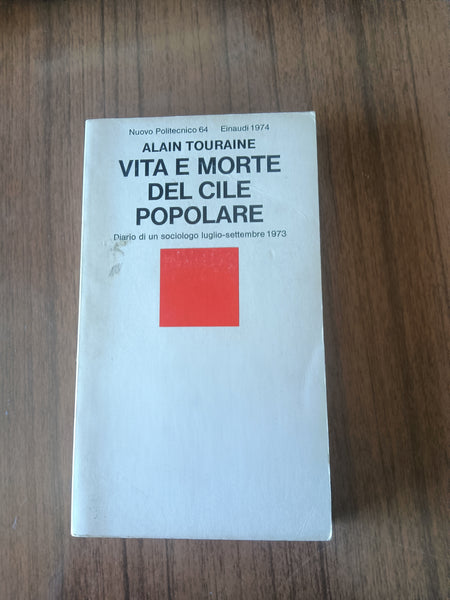 Nuovo Politecnico 64 Einaudi 1974
ALAIN TOURAINE
VITA E MORTE
DEL CILE
POPOLARE
Diario di un sociologo luglio-settembre 1973